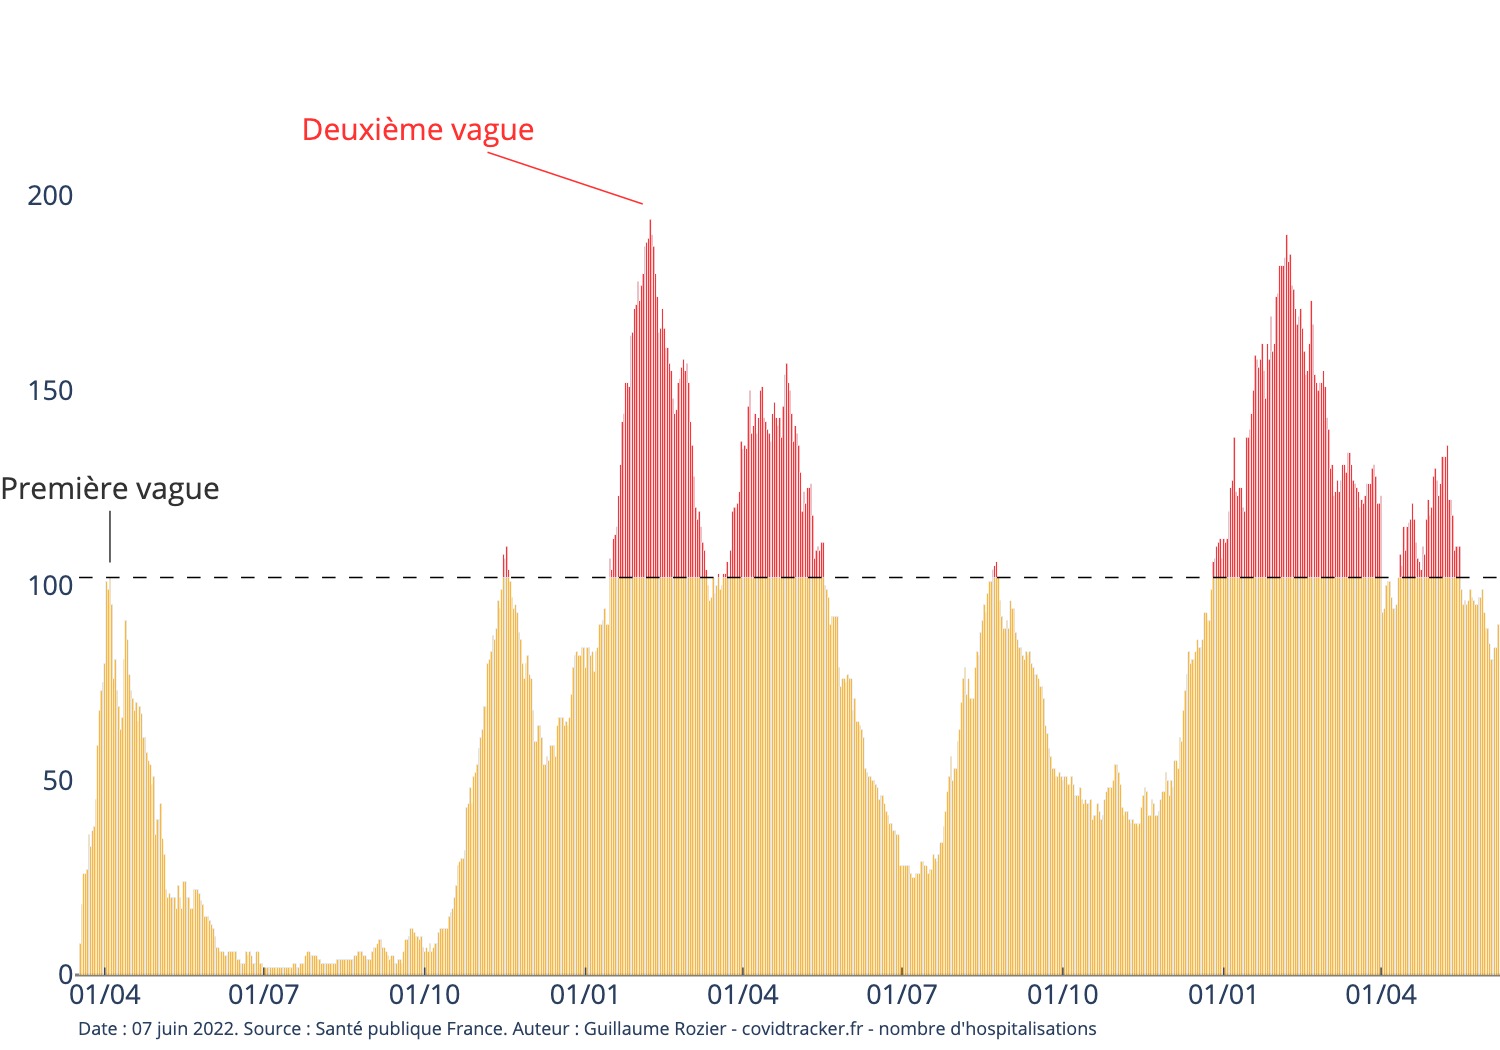 Deuxième vague
200
150
Première vague
100
50
0
01/04 01/07 01/10 01/01 01/04 01/07 01/10 01/01 01/04
Date : 07 juin 2022. Source : Santé publique France. Auteur : Guillaume Rozier - covidtracker.fr - nombre d'hospitalisations